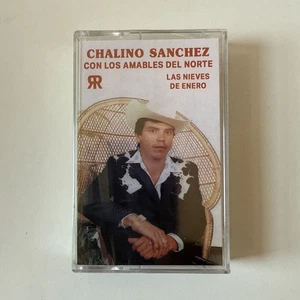 CHALINO SANCHEZ
CON LOS AMABLES DEL NORTE
RR
LAS NIEVES
DE ENERO